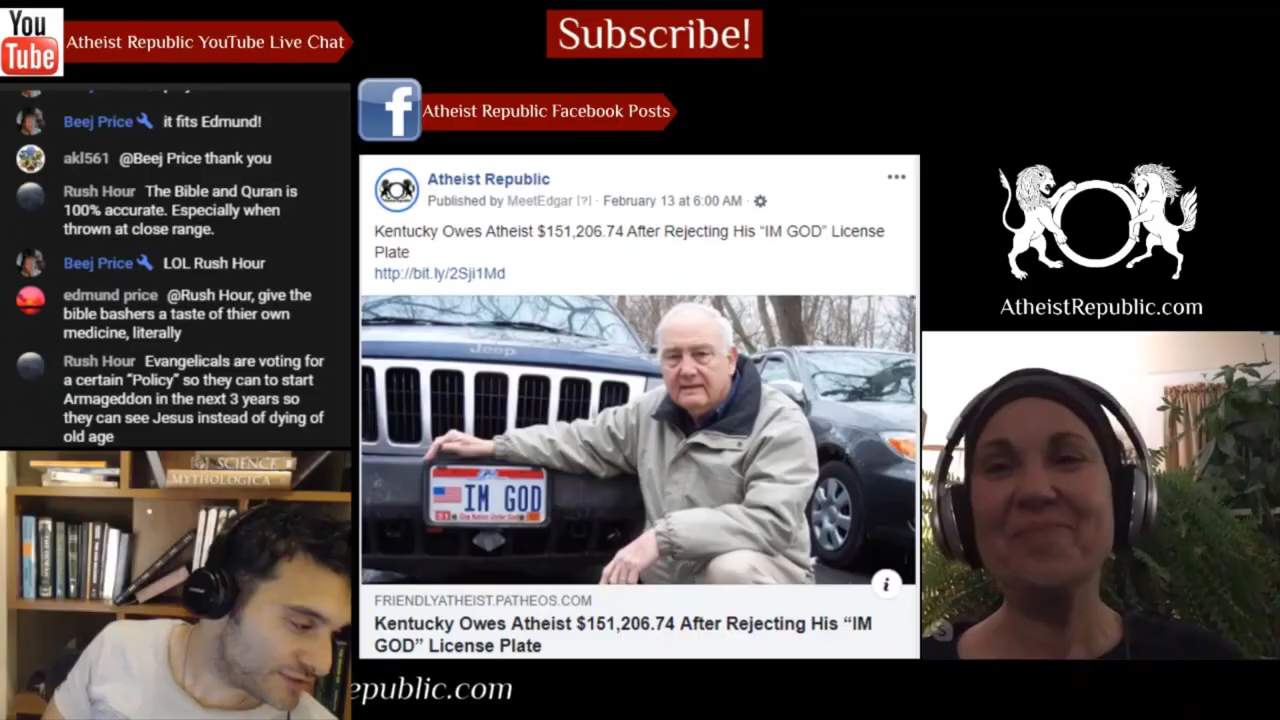 You
Tube
Atheist Republic YouTube Live Chat
Subscribe!
Beej Price it fits Edmund!
akl561 @Beej Price thank you
Rush Hour The Bible and Quran is
100% accurate. Especially when
thrown at close range.
Beej Price LOL Rush Hour
edmund price @Rush Hour, give the
bible bashers a taste of thier own
medicine, literally
Rush Hour Evangelicals are voting for
a certain “Policy” so they can to start
Armageddon in the next 3 years so
they can see Jesus instead of dying of
old age
f
Atheist Republic Facebook Posts
Atheist Republic
Published by MeetEdgar [?] · February 13 at 6:00 AM ·
Kentucky Owes Atheist $151,206.74 After Rejecting His “IM GOD” License
Plate
http://bit.ly/2Sji1Md
Jeep
IM GOD
One Nation Under God
i
FRIENDLYATHEIST.PATHEOS.COM
Kentucky Owes Atheist $151,206.74 After Rejecting His “IM
GOD” License Plate
AtheistRepublic.com
SCIENCE
MYTHOLOGICA
epublic.com
S